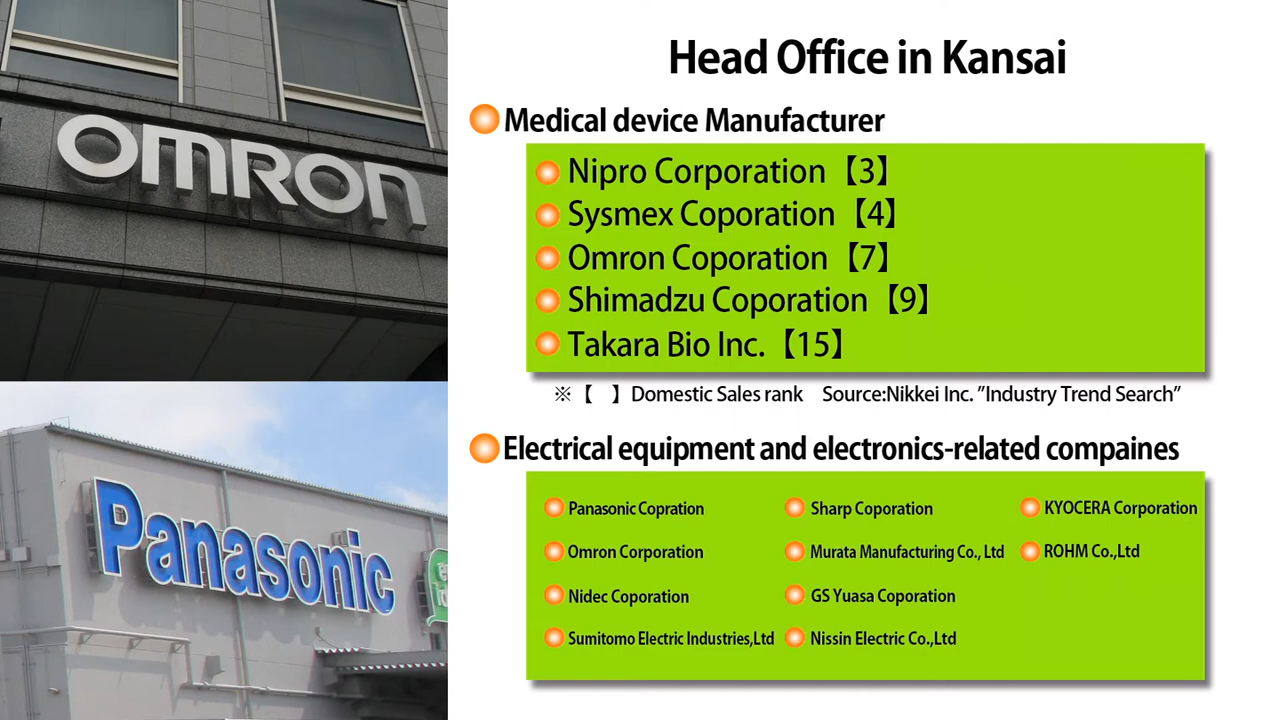 OMRON
Panasonic
Head Office in Kansai
Medical device Manufacturer
Nipro Corporation【3】
Sysmex Coporation【4】
Omron Coporation【7】
Shimadzu Coporation【9】
Takara Bio Inc.【15】
※【　】Domestic Sales rank　Source:Nikkei Inc. ”Industry Trend Search”
Electrical equipment and electronics-related compaines
Panasonic Copration
Omron Corporation
Nidec Coporation
Sumitomo Electric Industries,Ltd
Sharp Coporation
Murata Manufacturing Co., Ltd
GS Yuasa Coporation
Nissin Electric Co.,Ltd
KYOCERA Corporation
ROHM Co.,Ltd